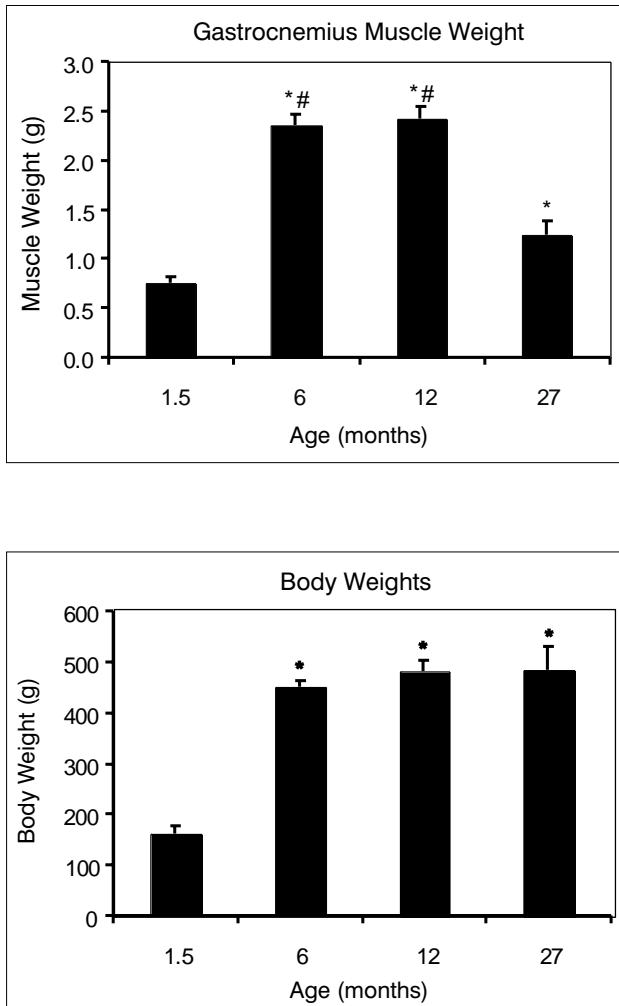 Gastrocnemius Muscle Weight
3.0
2.5
2.0
1.5
1.0
0.5
0.0
Muscle Weight (g)
*#
*#
*
1.5 6 12 27
Age (months)
Body Weights
600
500
400
300
200
100
0
Body Weight (g)
*
*
*
1.5 6 12 27
Age (months)